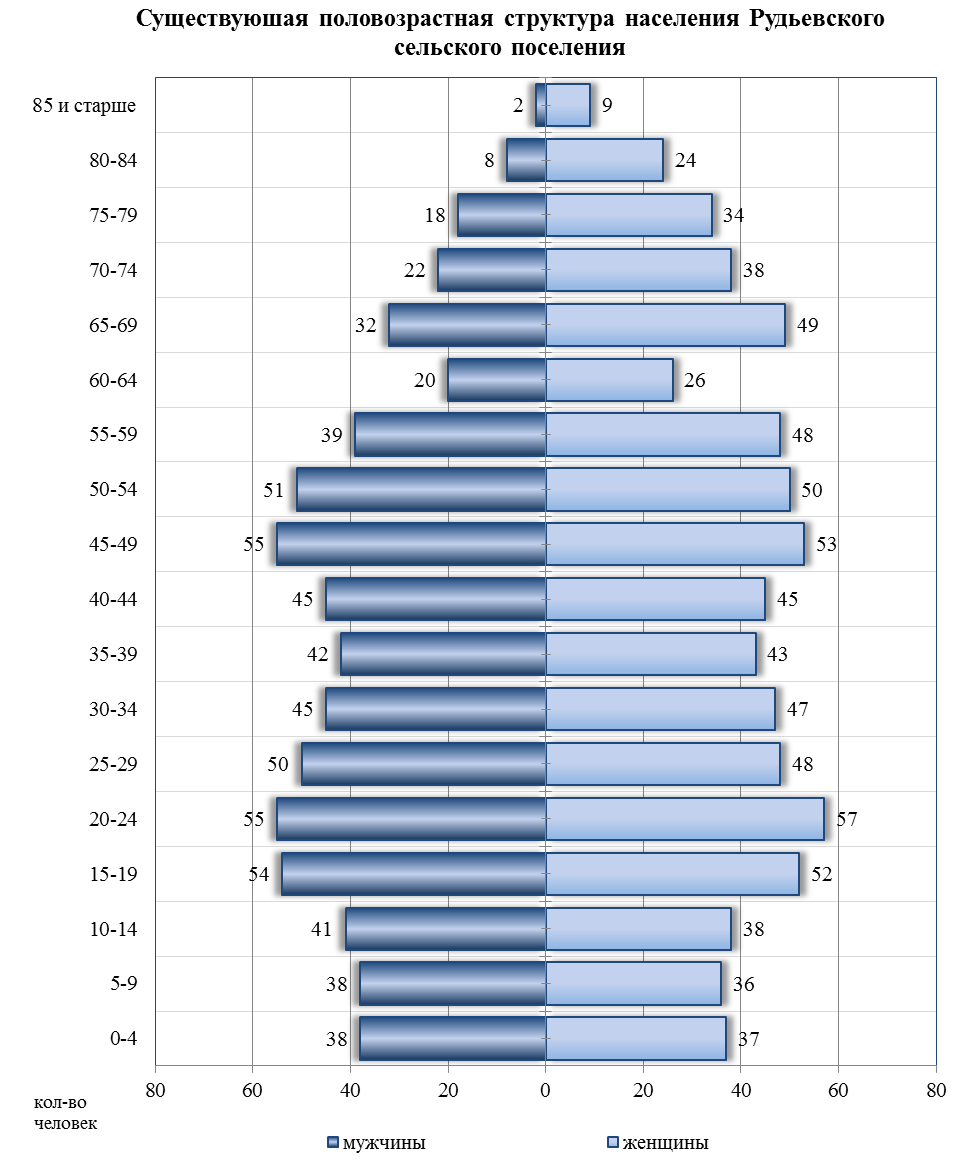 Существуюшая половозрастная структура населения Рудьевского
сельского поселения
85 и старше 2 9
80-84 8 24
75-79 18 34
70-74 22 38
65-69 32 49
60-64 20 26
55-59 39 48
50-54 51 50
45-49 55 53
40-44 45 45
35-39 42 43
30-34 45 47
25-29 50 48
20-24 55 57
15-19 54 52
10-14 41 38
5-9 38 36
0-4 38 37
80 60 40 20 0 20 40 60 80
кол-во
человек
мужчины женщины